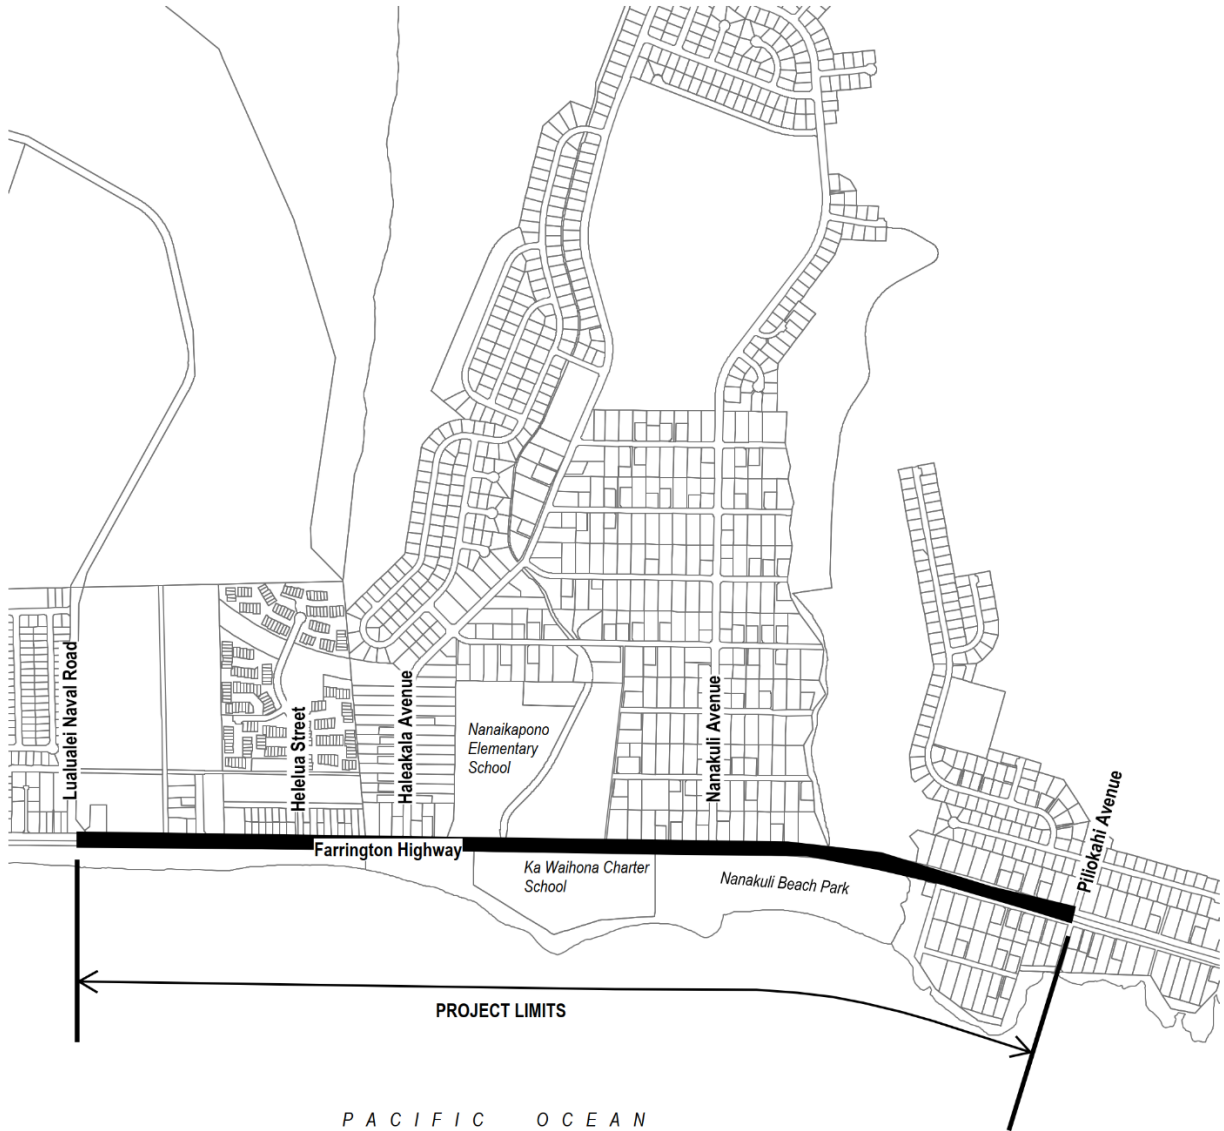 Lualualei Naval Road
Helelua Street
Haleakala Avenue
Nanaikapono
Elementary
School
Nanakuli Avenue
Piliokahi Avenue
Farrington Highway
Ka Waihona Charter
School
Nanakuli Beach Park
PROJECT LIMITS
PACIFIC OCEAN